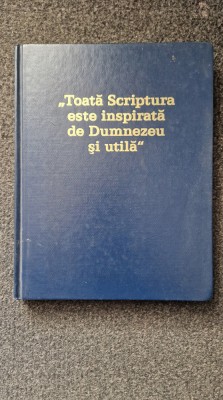 „Toată Scriptura
este inspirată
de Dumnezeu
şi utilă“